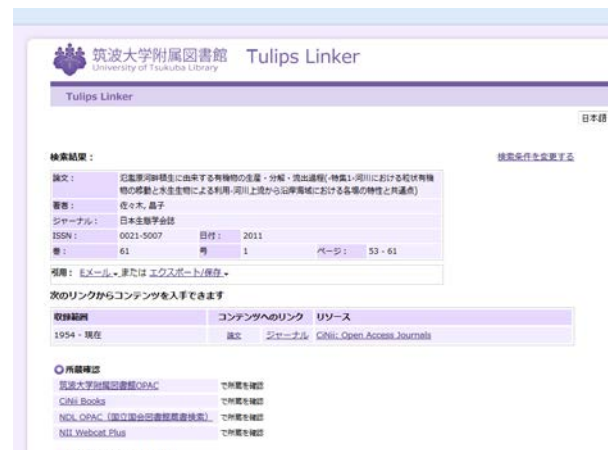 筑波大学附属図書館 Tulips Linker
University of Tsukuba Library
Tulips Linker
日本語
検索結果：
検索条件を変更する
論文： 氾濫原河畔植生に由来する有機物の生産・分解・流出過程(-特集1-河川における粒状有機
物の移動と水生生物による利用-河川上流から沿岸海域における各場の特性と共通点)
著者： 佐々木, 晶子
ジャーナル： 日本生態学会誌
ISSN： 0021-5007 日付： 2011
巻： 61 号 1 ページ： 53 - 61
引用： Eメール または エクスポート/保存
次のリンクからコンテンツを入手できます
収録範囲 コンテンツへのリンク リソース
1954 - 現在 論文 ジャーナル CiNii: Open Access Journals
所蔵確認
筑波大学附属図書館OPAC で所蔵を確認
CiNii Books で所蔵を確認
NDL OPAC（国立国会図書館蔵書検索） で所蔵を確認
NII Webcat Plus で所蔵を確認